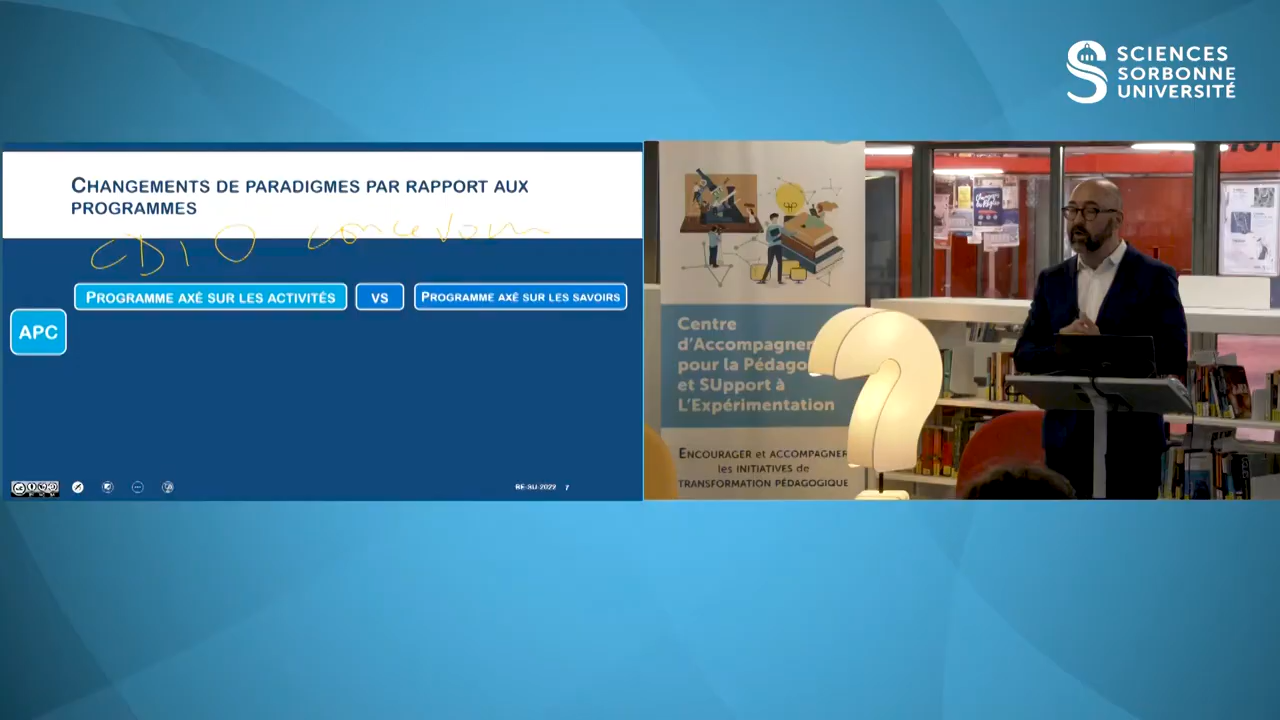 SCIENCES
SORBONNE
UNIVERSITÉ
CHANGEMENTS DE PARADIGMES PAR RAPPORT AUX
PROGRAMMES
CDIO
PROGRAMME AXÉ SUR LES ACTIVITÉS
VS
PROGRAMME AXÉ SUR LES SAVOIRS
APC
RE-SU-2022 7
Centre
d'Accompagnem
pour la Pédago
et SUpport à
L'Expérimentation
ENCOURAGER et ACCOMPAGNER
les INITIATIVES de
TRANSFORMATION PÉDAGOGIQUE